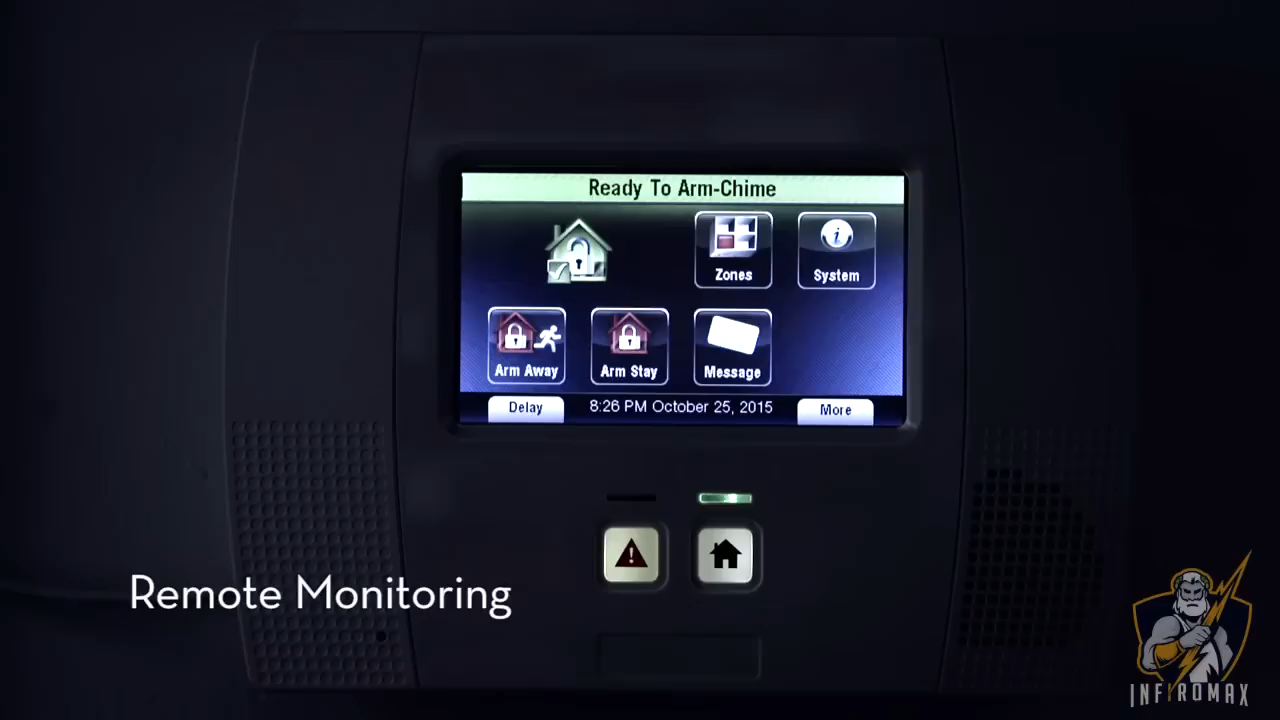 Ready To Arm-Chime
Zones
System
Arm Away
Arm Stay
Message
Delay
8:26 PM October 25, 2015
More
Remote Monitoring
INFIROMAX